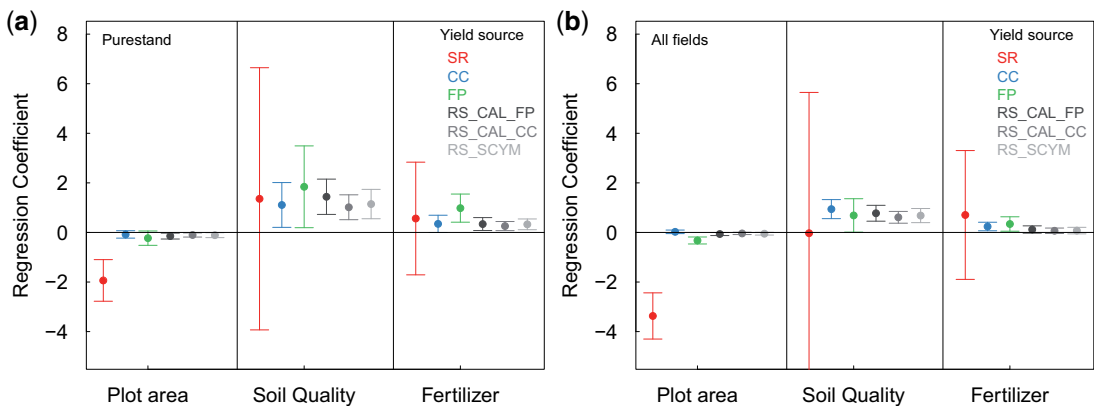 (a)
Purestand
Yield source
SR
CC
FP
RS_CAL_FP
RS_CAL_CC
RS_SCYM
Regression Coefficient
8
6
4
2
0
−2
−4
Plot area
Soil Quality
Fertilizer
(b)
All fields
Yield source
SR
CC
FP
RS_CAL_FP
RS_CAL_CC
RS_SCYM
Regression Coefficient
8
6
4
2
0
−2
−4
Plot area
Soil Quality
Fertilizer